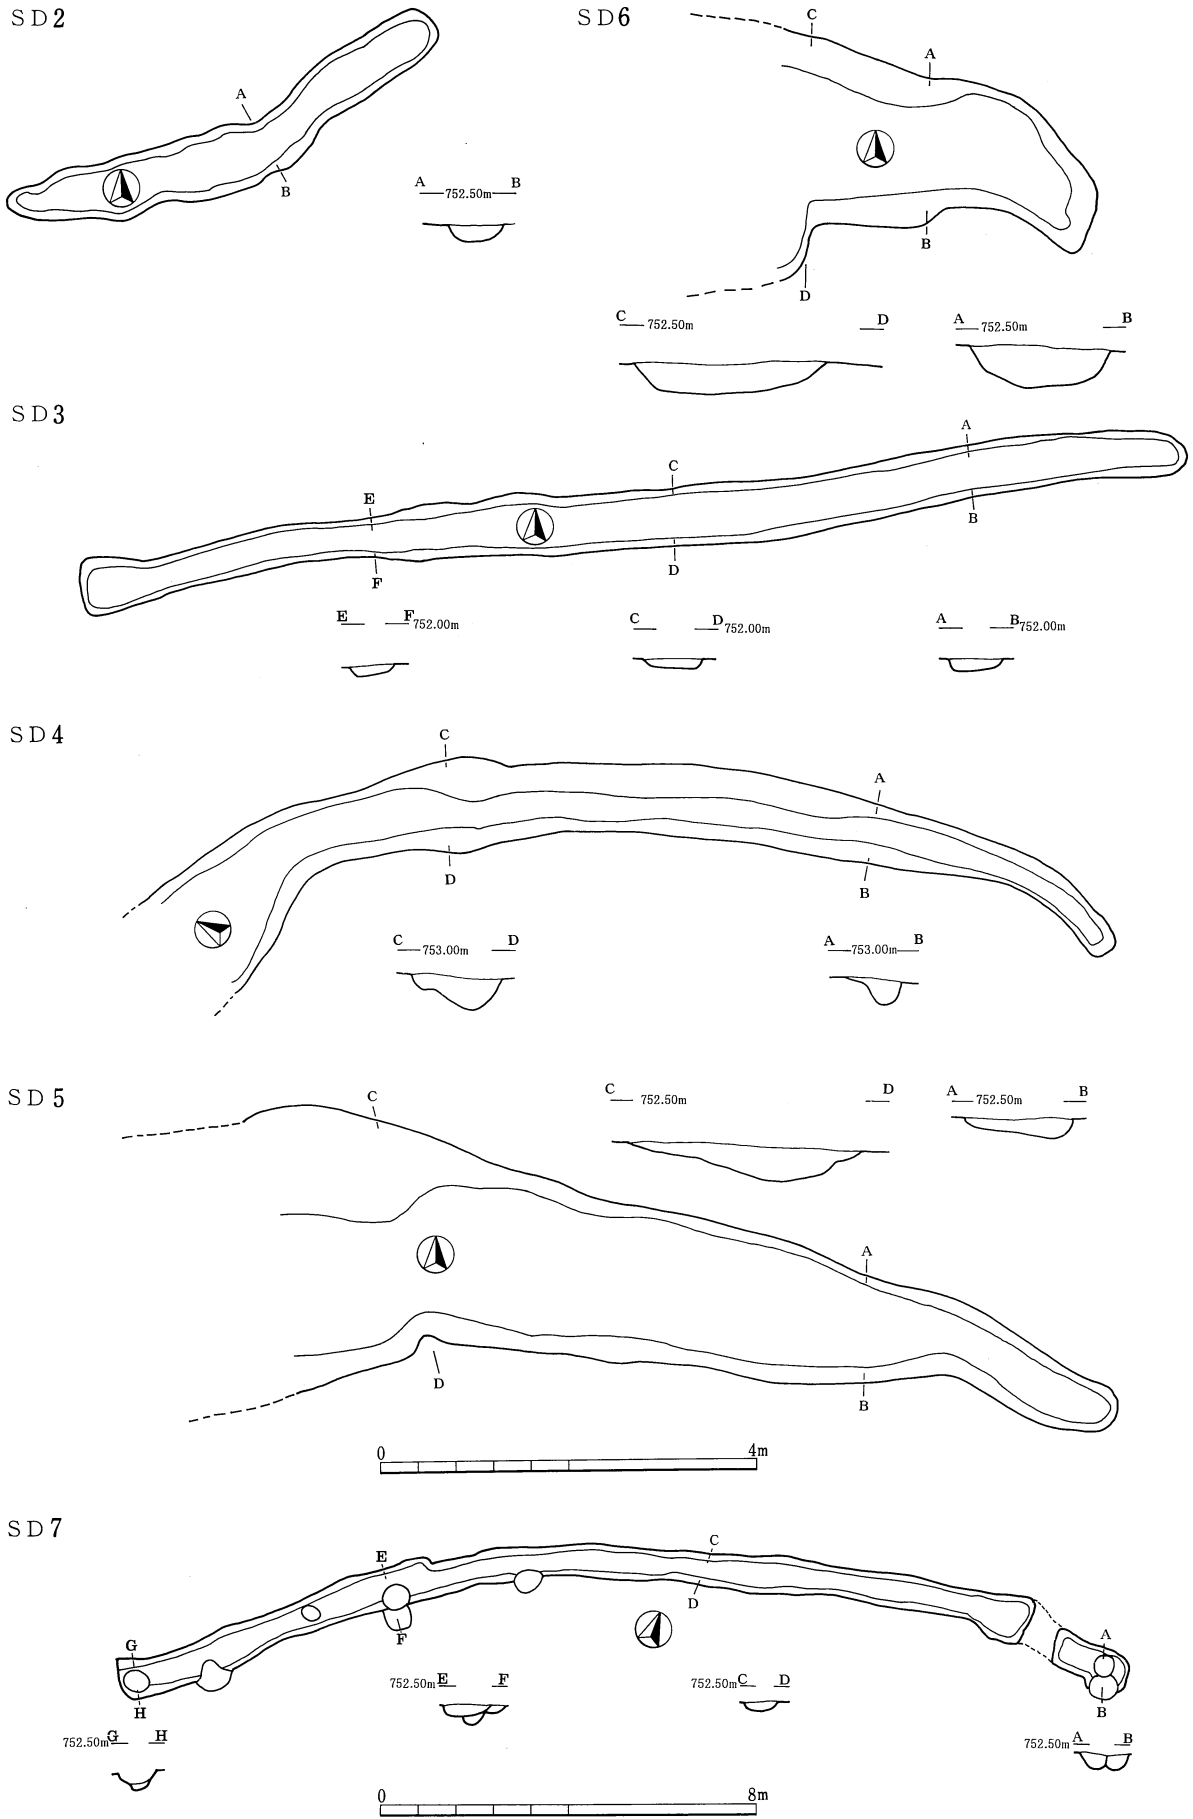 SD2
A
B
A 752.50m B
SD6
C
A
B
D
C 752.50m D
A 752.50m B
SD3
A
C
E
B
D
F
E F 752.00m
C D 752.00m
A B 752.00m
SD4
C
A
D
B
C 753.00m D
A 753.00m B
SD5
C
C 752.50m D
A 752.50m B
A
D
B
0 4m
SD7
C
E
D
F
G
A
H
B
752.50m E F
752.50m C D
752.50m G H
752.50m A B
0 8m